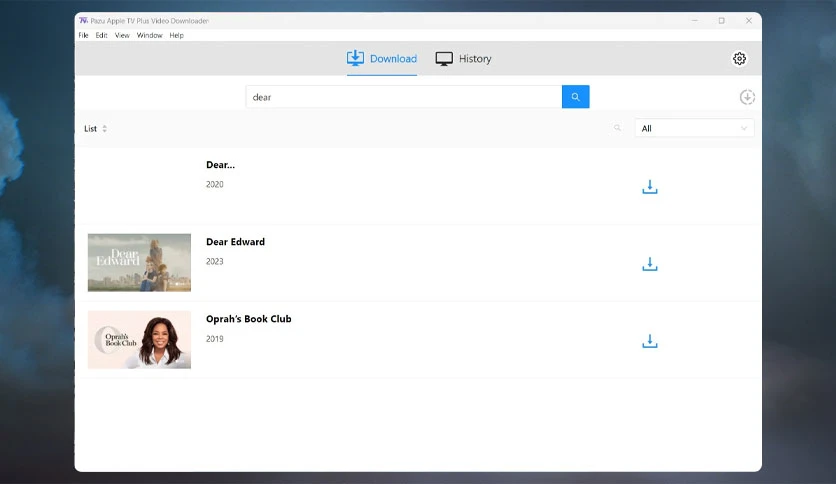 Pazu Apple TV Plus Video Downloader
File Edit View Window Help
Download History
dear
List All
Dear...
2020
Dear
Edward
Dear Edward
2023
Oprah's
Book Club
Oprah's Book Club
2019